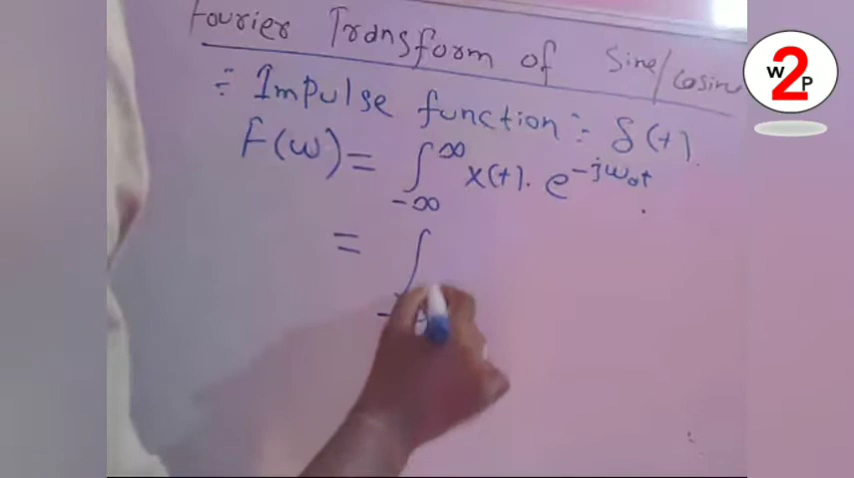 Fourier Transform of Sine/Cosine
∴ Impulse function :- δ(t).
F(ω) = ∫_{-∞}^{∞} x(t). e^{-jω₀t}
= ∫
W2P